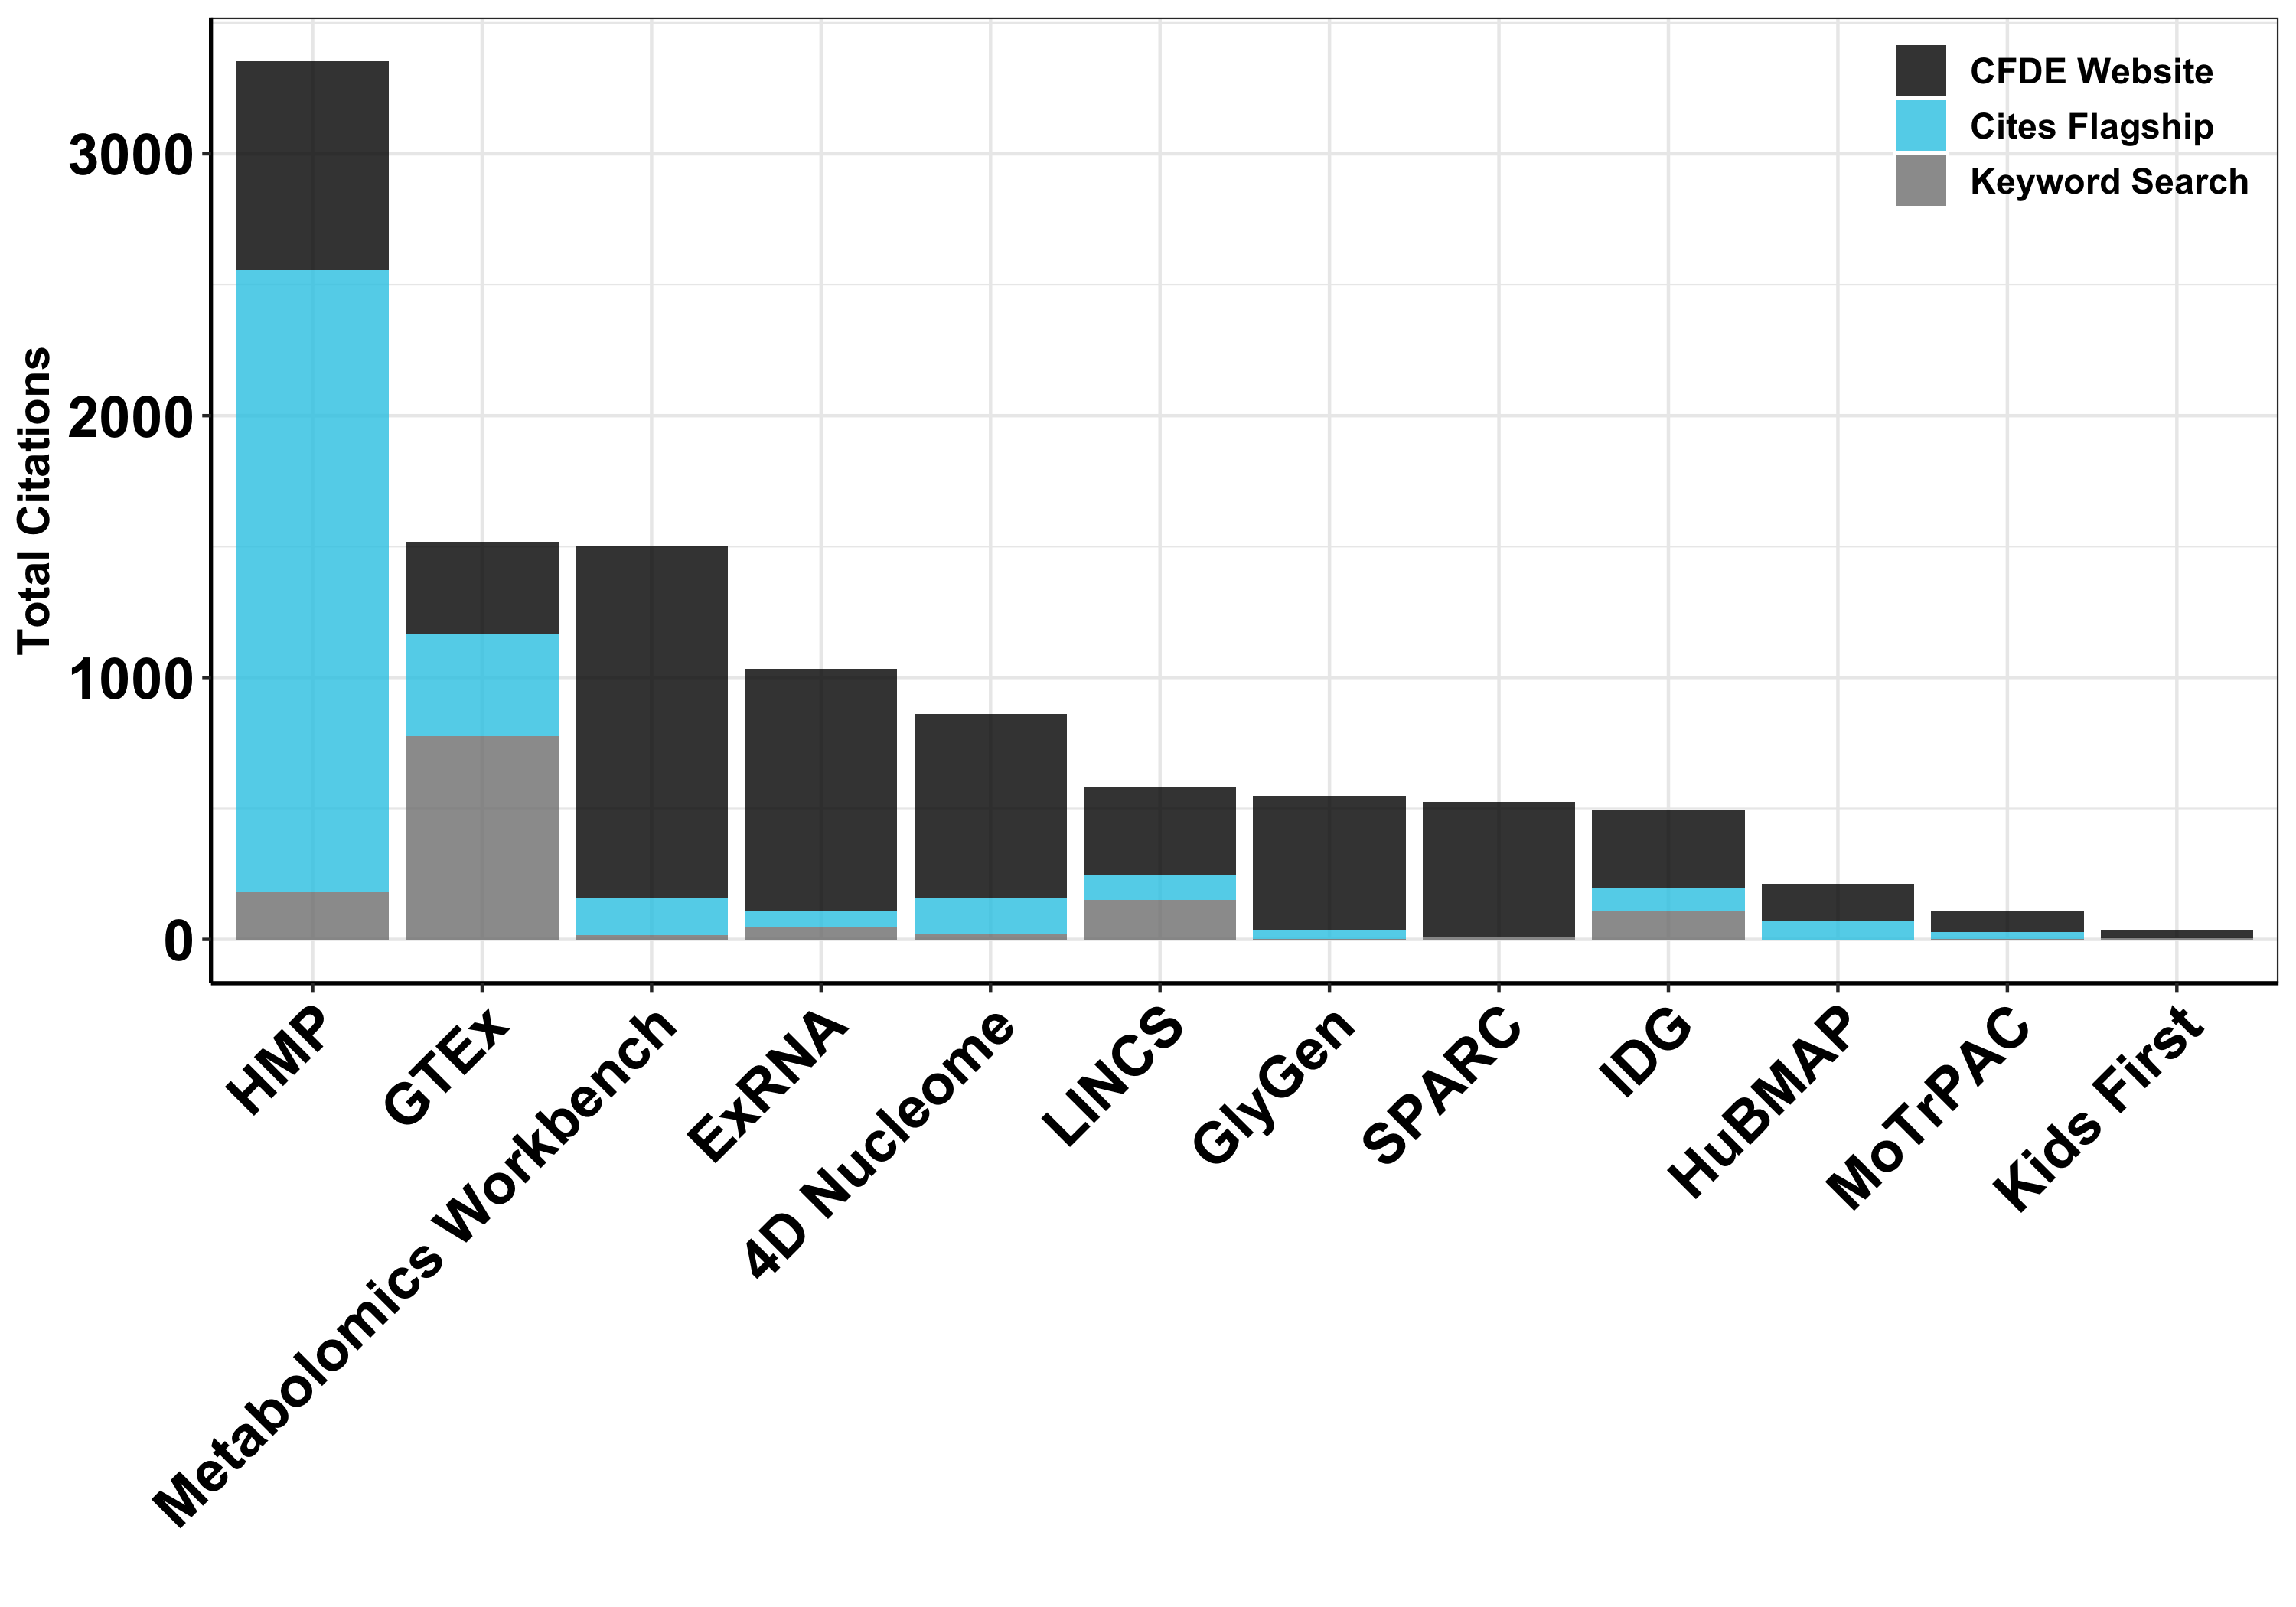 CFDE Website
Cites Flagship
Keyword Search
Total Citations
3000
2000
1000
0
HMP
GTEx
Metabolomics Workbench
ExRNA
4D Nucleome
LINCS
GlyGen
SPARC
IDG
HuBMAP
MoTrPAC
Kids First